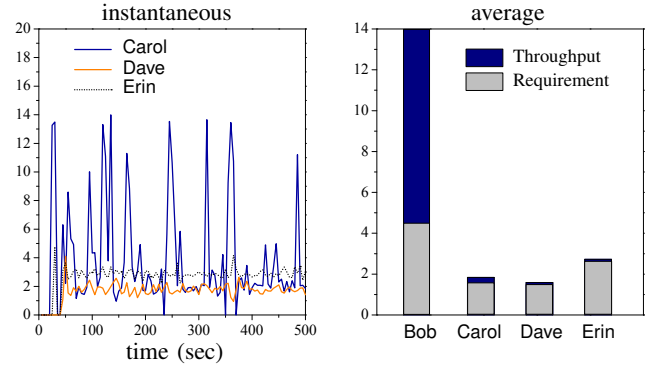 instantaneous
20
18
16
14
12
10
8
6
4
2
0
Carol
Dave
Erin
0 100 200 300 400 500
time (sec)
average
14
12
10
8
6
4
2
0
Throughput
Requirement
Bob Carol Dave Erin